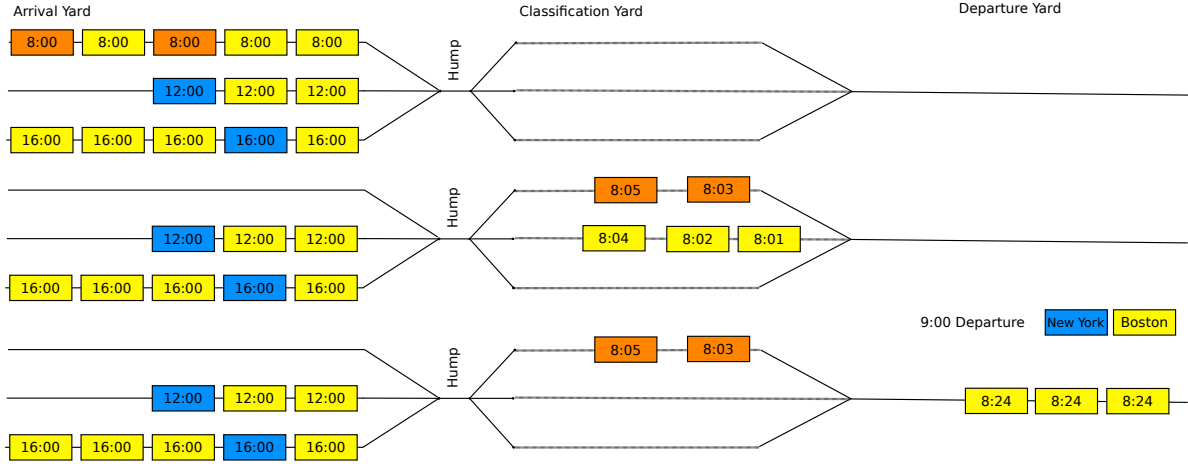 Arrival Yard Classification Yard Departure Yard
8:00 8:00 8:00 8:00 8:00
Hump
12:00 12:00 12:00
16:00 16:00 16:00 16:00 16:00
8:05 8:03
Hump
12:00 12:00 12:00 8:04 8:02 8:01
16:00 16:00 16:00 16:00 16:00
9:00 Departure New York Boston
8:05 8:03
Hump
12:00 12:00 12:00 8:24 8:24 8:24
16:00 16:00 16:00 16:00 16:00